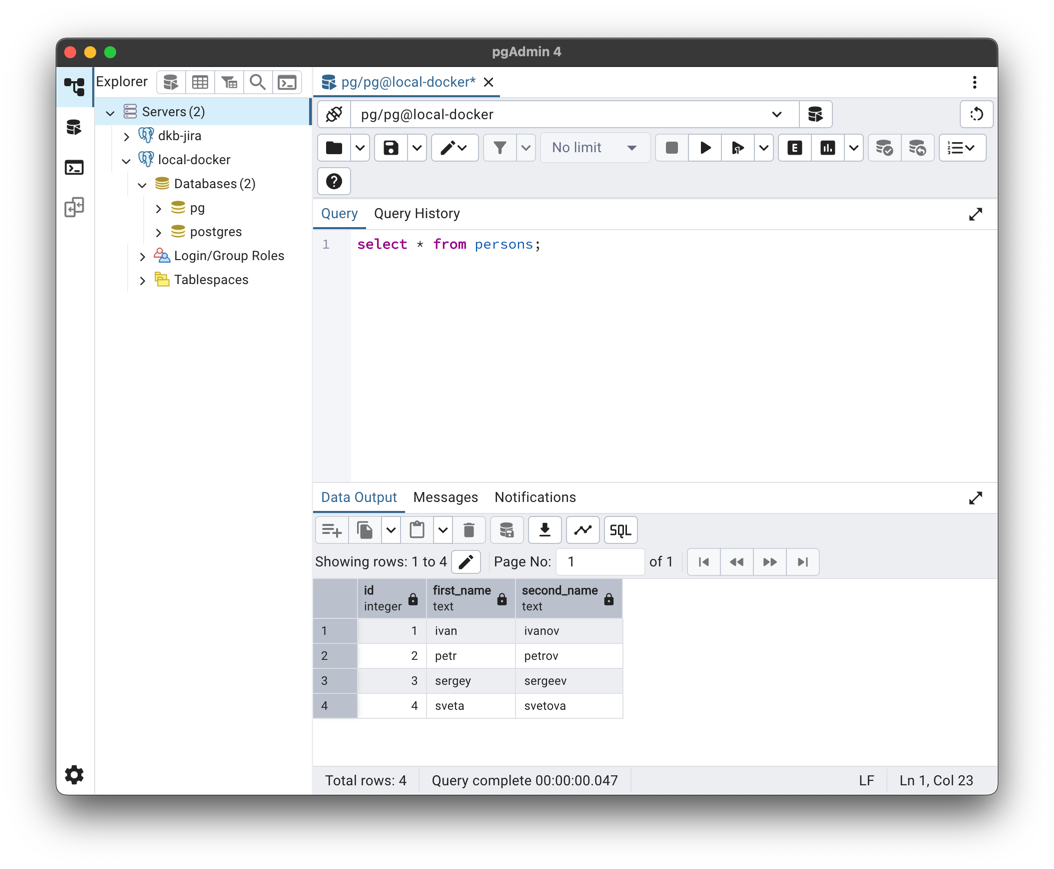 pgAdmin 4
Explorer
pg/pg@local-docker*
Servers (2)
dkb-jira
local-docker
Databases (2)
pg
postgres
Login/Group Roles
Tablespaces
pg/pg@local-docker
No limit
E
Query
Query History
1 select * from persons;
Data Output
Messages
Notifications
SQL
Showing rows: 1 to 4
Page No: 1 of 1
id first_name second_name
integer text text
1 1 ivan ivanov
2 2 petr petrov
3 3 sergey sergeev
4 4 sveta svetova
Total rows: 4
Query complete 00:00:00.047
LF
Ln 1, Col 23